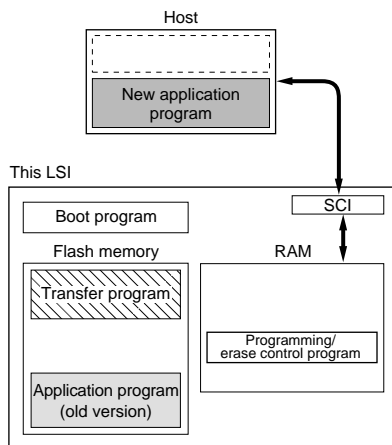 Host
New application
program
This LSI
SCI
Boot program
Flash memory
RAM
Transfer program
Programming/
erase control program
Application program
(old version)